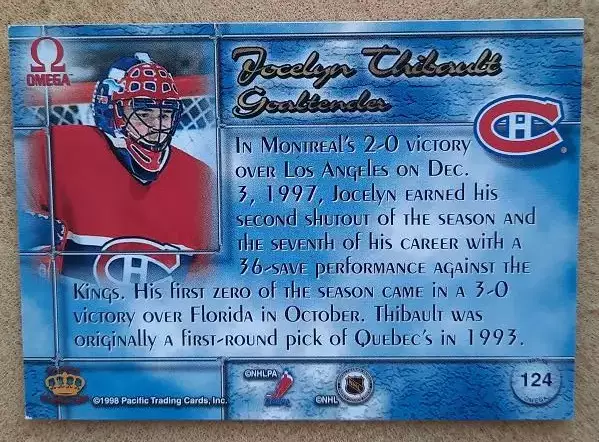 OMEGA
Jocelyn Thibault
Goaltender
In Montreal's 2-0 victory
over Los Angeles on Dec.
3, 1997, Jocelyn earned his
second shutout of the season and
the seventh of his career with a
36-save performance against the
Kings. His first zero of the season came in a 3-0
victory over Florida in October. Thibault was
originally a first-round pick of Quebec's in 1993.
©1998 Pacific Trading Cards, Inc.
©NHLPA
©NHL
124